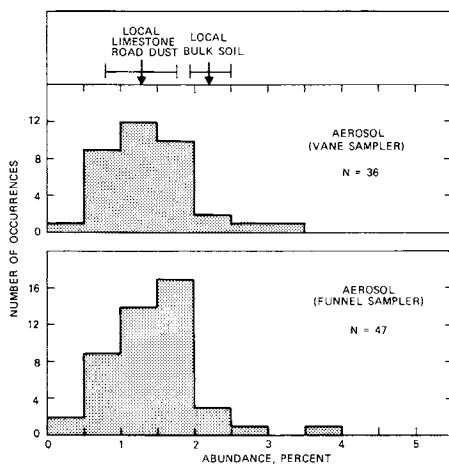 LOCAL
LIMESTONE
ROAD DUST
LOCAL
BULK SOIL
12
8
4
0
AEROSOL
(VANE SAMPLER)
N = 36
NUMBER OF OCCURRENCES
16
12
8
4
0
AEROSOL
(FUNNEL SAMPLER)
N = 47
0 1 2 3 4 5
ABUNDANCE, PERCENT